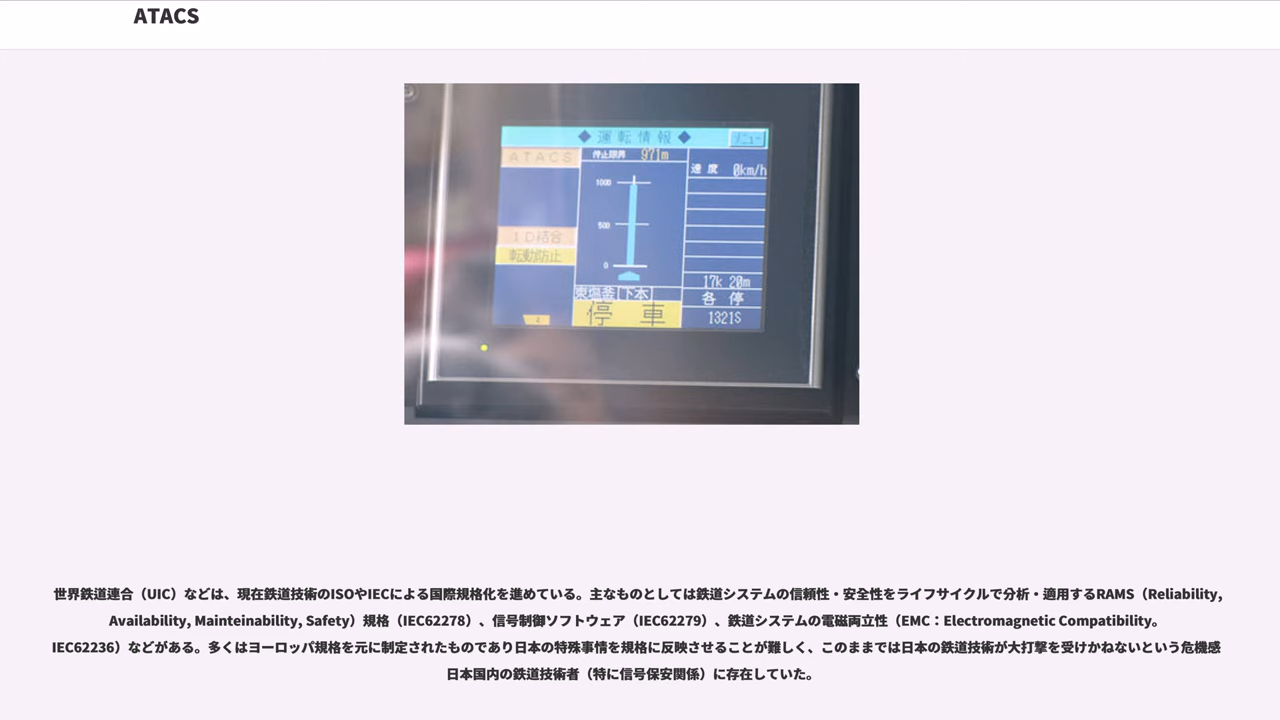 ATACS
◆ 運転情報 ◆
メニュー
ATACS
停止限界 971m
速度 0km/h
1000
500
0
ID結合
転動防止
17k 20m
東塩釜[下本]
各停
停車
4
1321S
世界鉄道連合（UIC）などは、現在鉄道技術のISOやIECによる国際規格化を進めている。主なものとしては鉄道システムの信頼性・安全性をライフサイクルで分析・適用するRAMS（Reliability,
Availability, Mainteinability, Safety）規格（IEC62278）、信号制御ソフトウェア（IEC62279）、鉄道システムの電磁両立性（EMC：Electromagnetic Compatibility。
IEC62236）などがある。多くはヨーロッパ規格を元に制定されたものであり日本の特殊事情を規格に反映させることが難しく、このままでは日本の鉄道技術が大打撃を受けかねないという危機感
日本国内の鉄道技術者（特に信号保安関係）に存在していた。